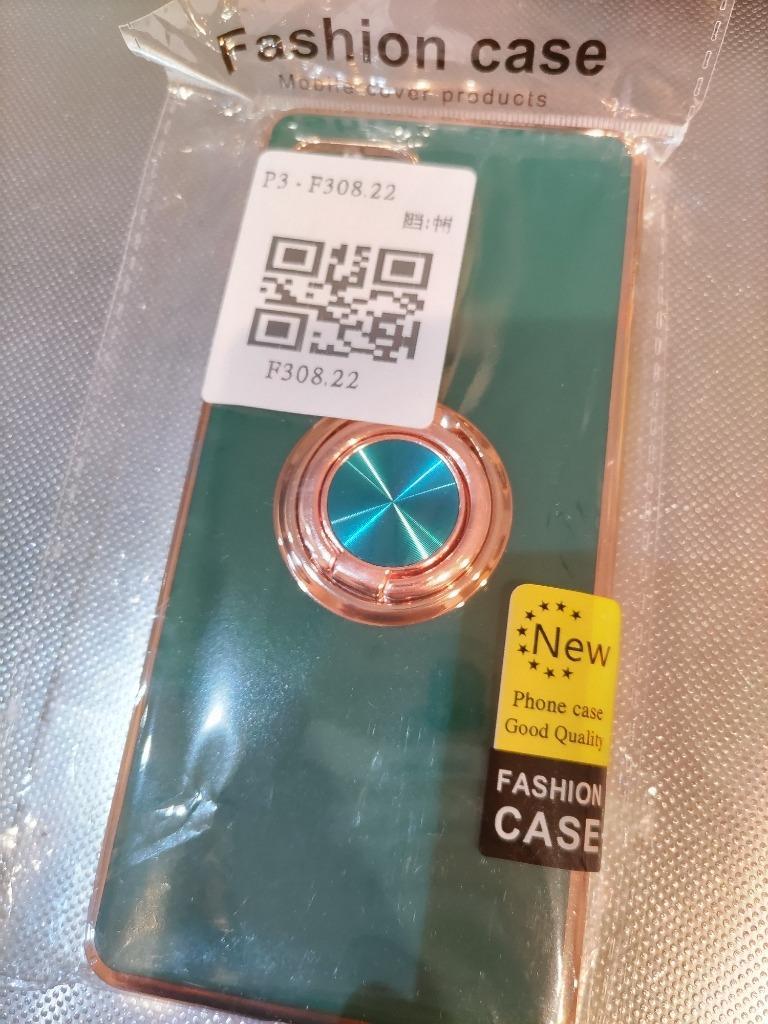 Fashion case
Mobile cover products
P3 - F308.22
F308.22
New
Phone case
Good Quality
FASHION
CASE